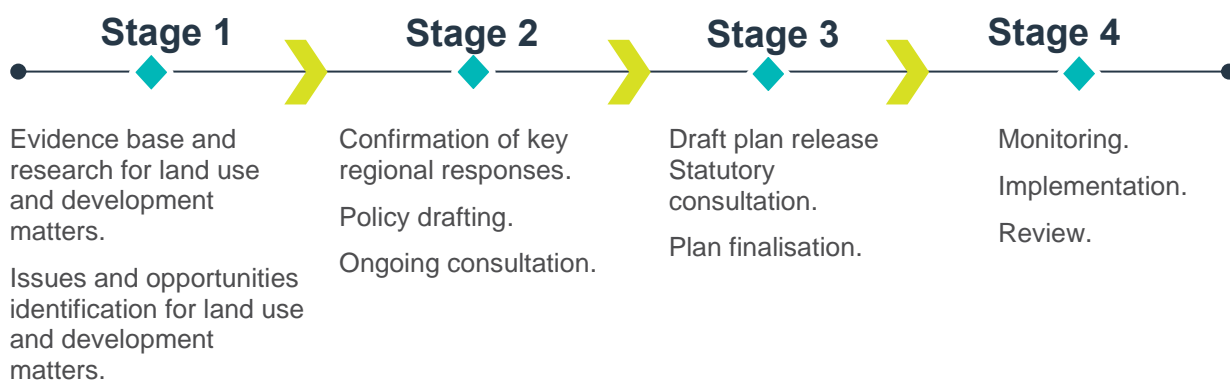 Stage 1
Stage 2
Stage 3
Stage 4
Evidence base and
research for land use
and development
matters.
Issues and opportunities
identification for land use
and development
matters.
Confirmation of key
regional responses.
Policy drafting.
Ongoing consultation.
Draft plan release
Statutory
consultation.
Plan finalisation.
Monitoring.
Implementation.
Review.